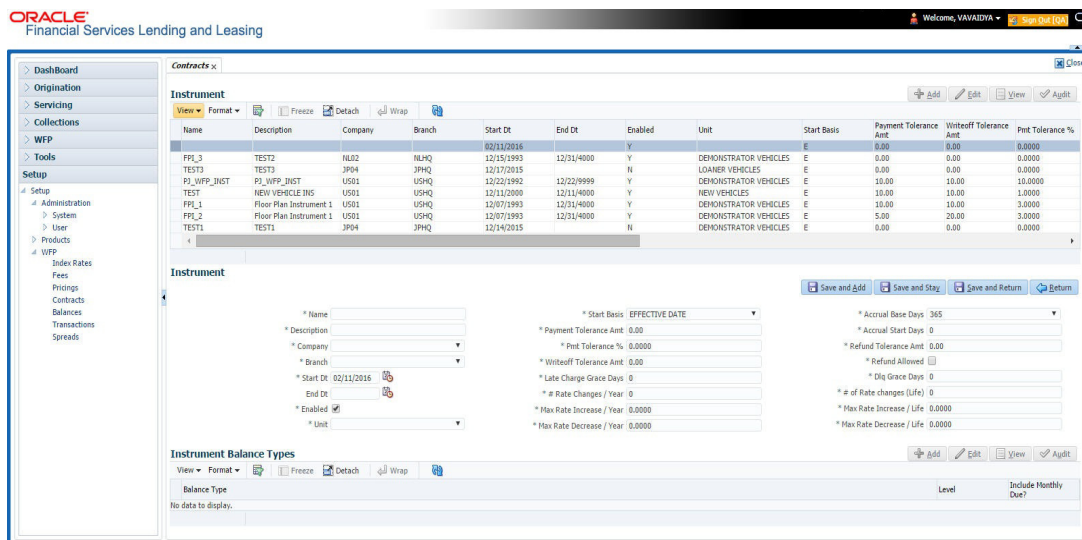 ORACLE
Financial Services Lending and Leasing
Welcome, VAVAIDYA
Sign Out [QA]
DashBoard
Origination
Servicing
Collections
WFP
Tools
Setup
Setup
Administration
System
User
Products
WFP
Index Rates
Fees
Pricings
Contracts
Balances
Transactions
Spreads
Contracts x
Close
Instrument
Add Edit View Audit
View Format Freeze Detach Wrap
Name Description Company Branch Start Dt End Dt Enabled Unit Start Basis Payment Tolerance Amt Writeoff Tolerance Amt Pmt Tolerance %
02/11/2016 Y E 0.00 0.00 0.0000
FPI_3 TEST2 NL02 NLHQ 12/15/1993 12/31/4000 Y DEMONSTRATOR VEHICLES E 0.00 0.00 0.0000
TEST3 TEST3 JP04 JPHQ 12/17/2015 N LOANER VEHICLES E 0.00 0.00 0.0000
PJ_WFP_INST PJ_WFP_INST US01 USHQ 12/22/1992 12/22/9999 Y DEMONSTRATOR VEHICLES E 10.00 10.00 10.0000
TEST NEW VEHICLE INS US01 USHQ 12/11/2000 12/11/4000 Y NEW VEHICLES E 10.00 10.00 1.0000
FPI_1 Floor Plan Instrument 1 US01 USHQ 12/07/1993 12/31/4000 Y DEMONSTRATOR VEHICLES E 10.00 10.00 3.0000
FPI_2 Floor Plan Instrument 1 US01 USHQ 12/07/1993 12/31/4000 Y DEMONSTRATOR VEHICLES E 5.00 20.00 3.0000
TEST1 TEST1 JP04 JPHQ 12/14/2015 N DEMONSTRATOR VEHICLES E 0.00 0.00 0.0000
Instrument
Save and Add Save and Stay Save and Return Return
* Name * Start Basis EFFECTIVE DATE * Accrual Base Days 365
* Description * Payment Tolerance Amt 0.00 * Accrual Start Days 0
* Company * Pmt Tolerance % 0.0000 * Refund Tolerance Amt 0.00
* Branch * Writeoff Tolerance Amt 0.00 * Refund Allowed
* Start Dt 02/11/2016 * Late Charge Grace Days 0 * Dlq Grace Days 0
End Dt * # Rate Changes / Year 0 * # of Rate changes (Life) 0
* Enabled * Max Rate Increase / Year 0.0000 * Max Rate Increase / Life 0.0000
* Unit * Max Rate Decrease / Year 0.0000 * Max Rate Decrease / Life 0.0000
Instrument Balance Types
Add Edit View Audit
View Format Freeze Detach Wrap
Balance Type Level Include Monthly Due?
No data to display.